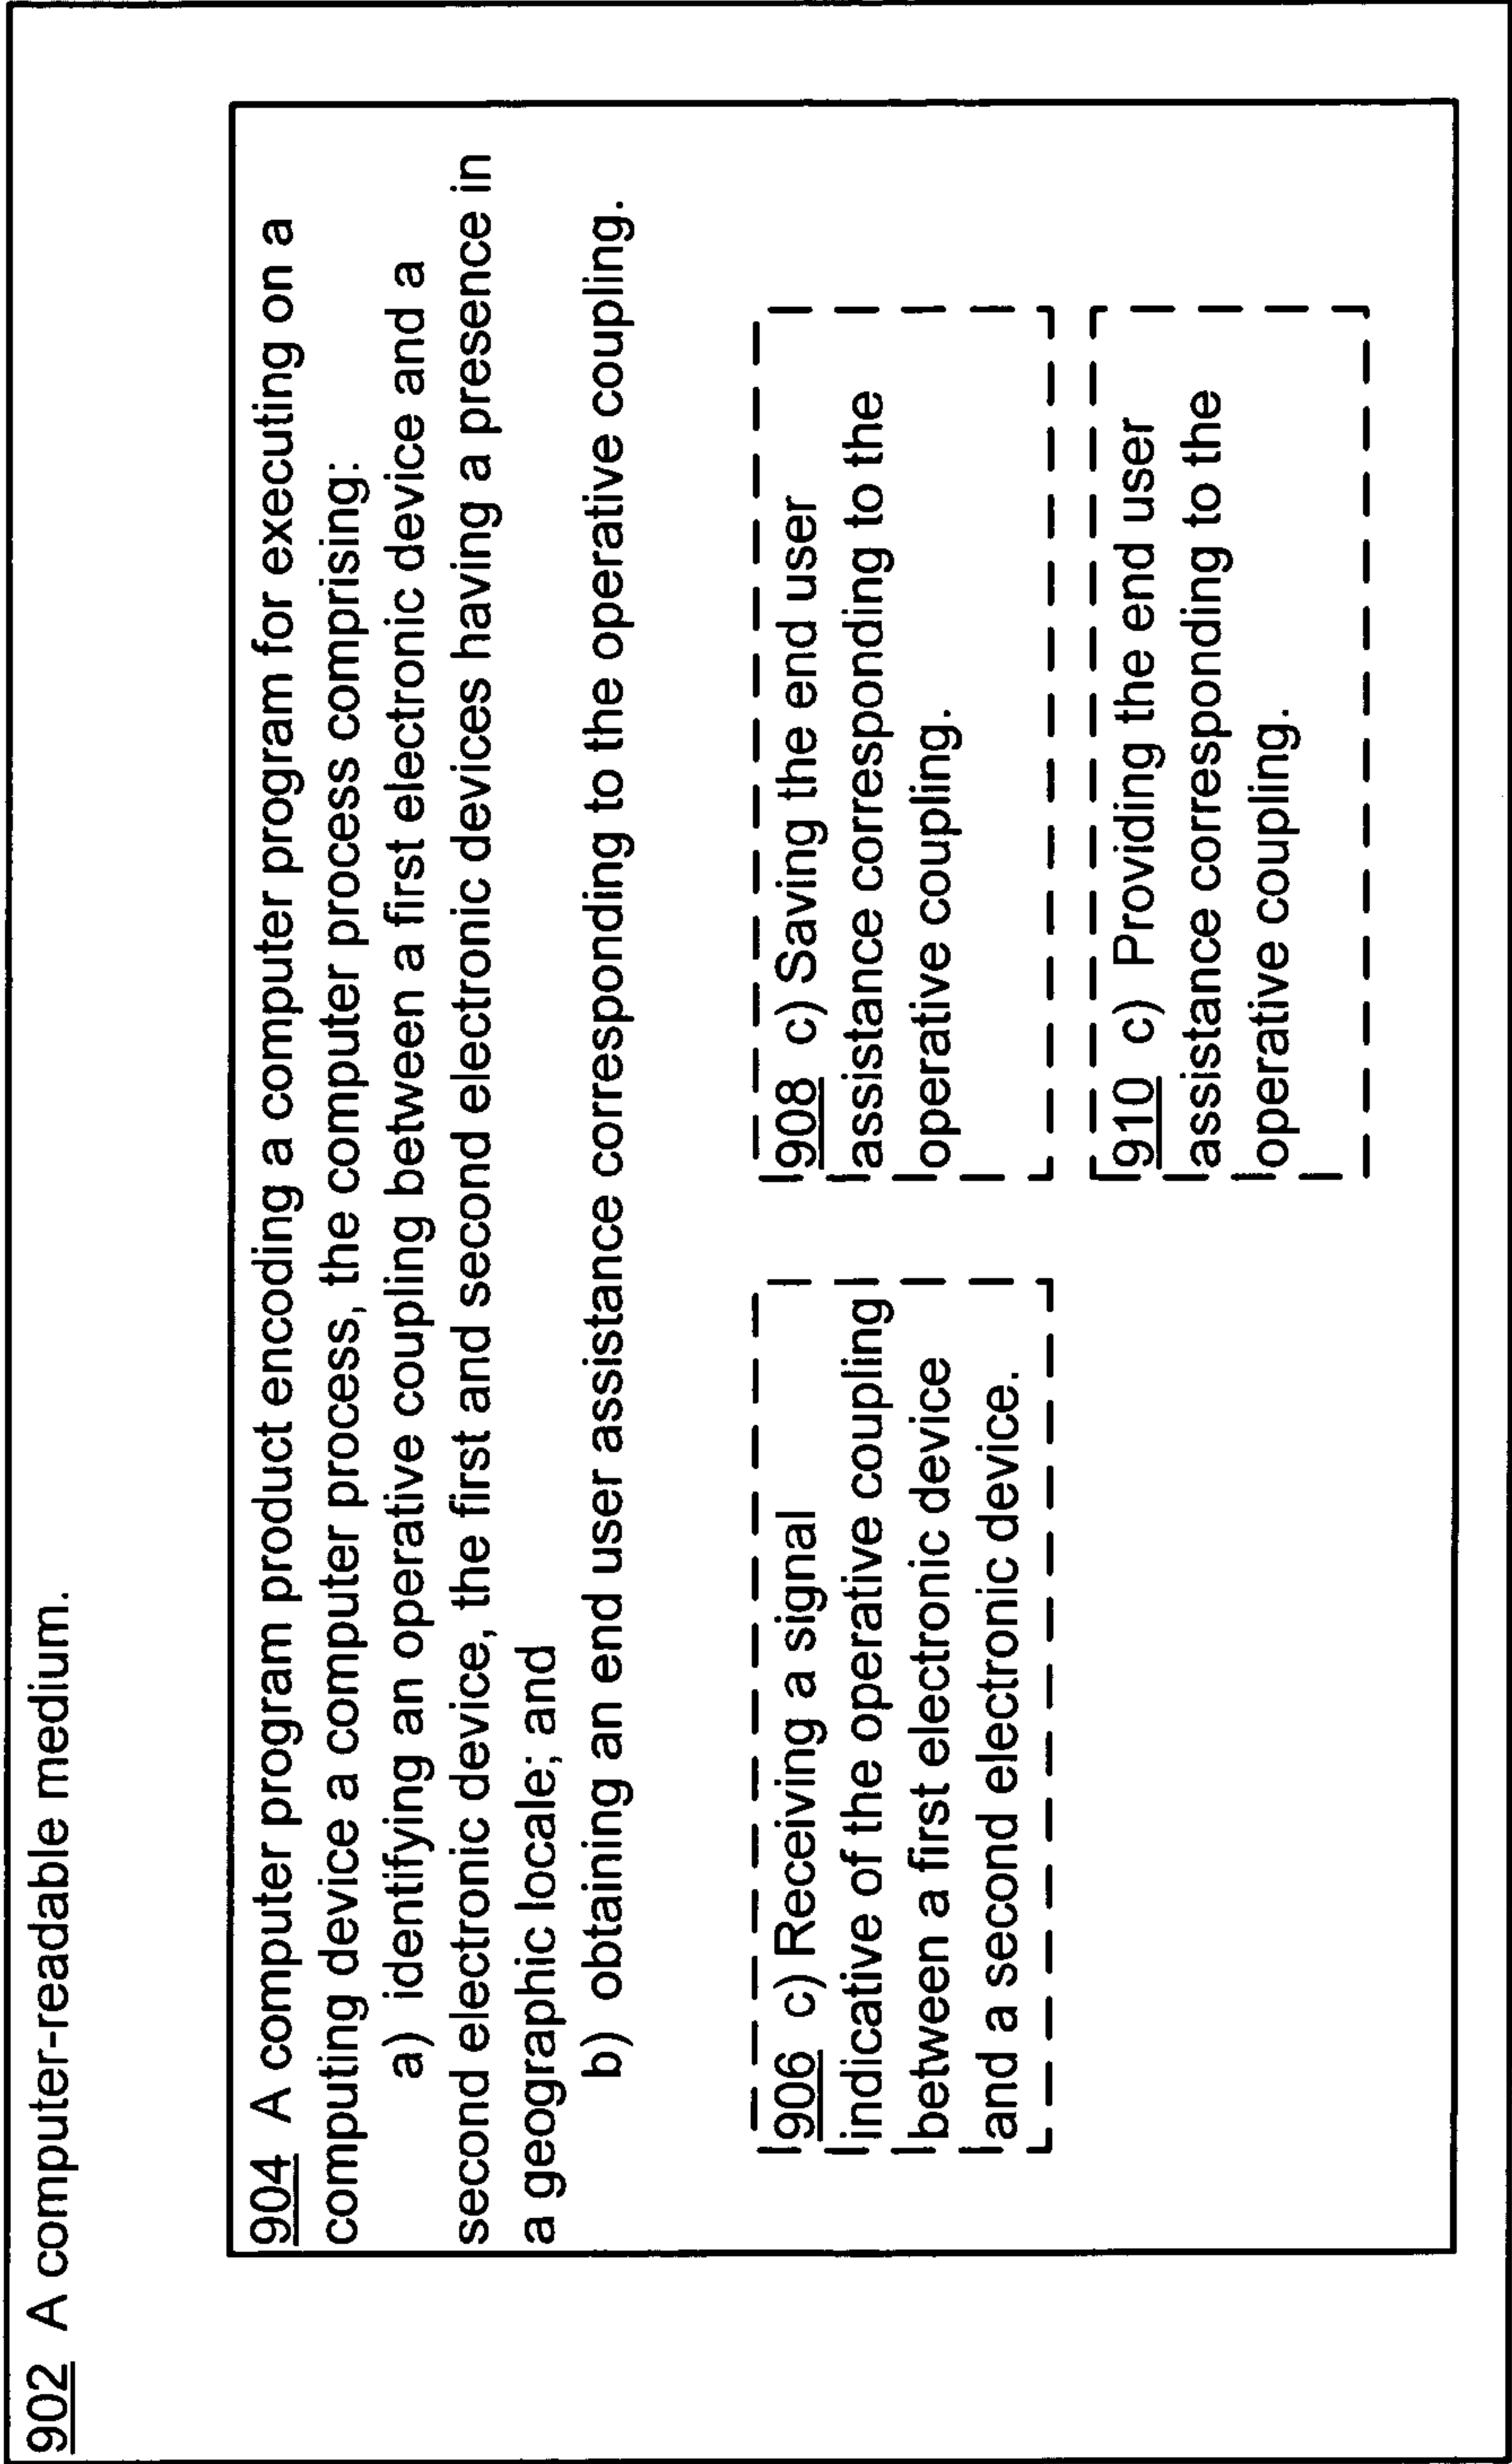 902 A computer-readable medium.
904 A computer program product encoding a computer program for executing on a
computing device a computer process, the computer process comprising:
a) identifying an operative coupling between a first electronic device and a
second electronic device, the first and second electronic devices having a presence in
a geographic locale; and
b) obtaining an end user assistance corresponding to the operative coupling.
906 c) Receiving a signal
indicative of the operative coupling
between a first electronic device
and a second electronic device.
908 c) Saving the end user
assistance corresponding to the
operative coupling.
910 c) Providing the end user
assistance corresponding to the
operative coupling.